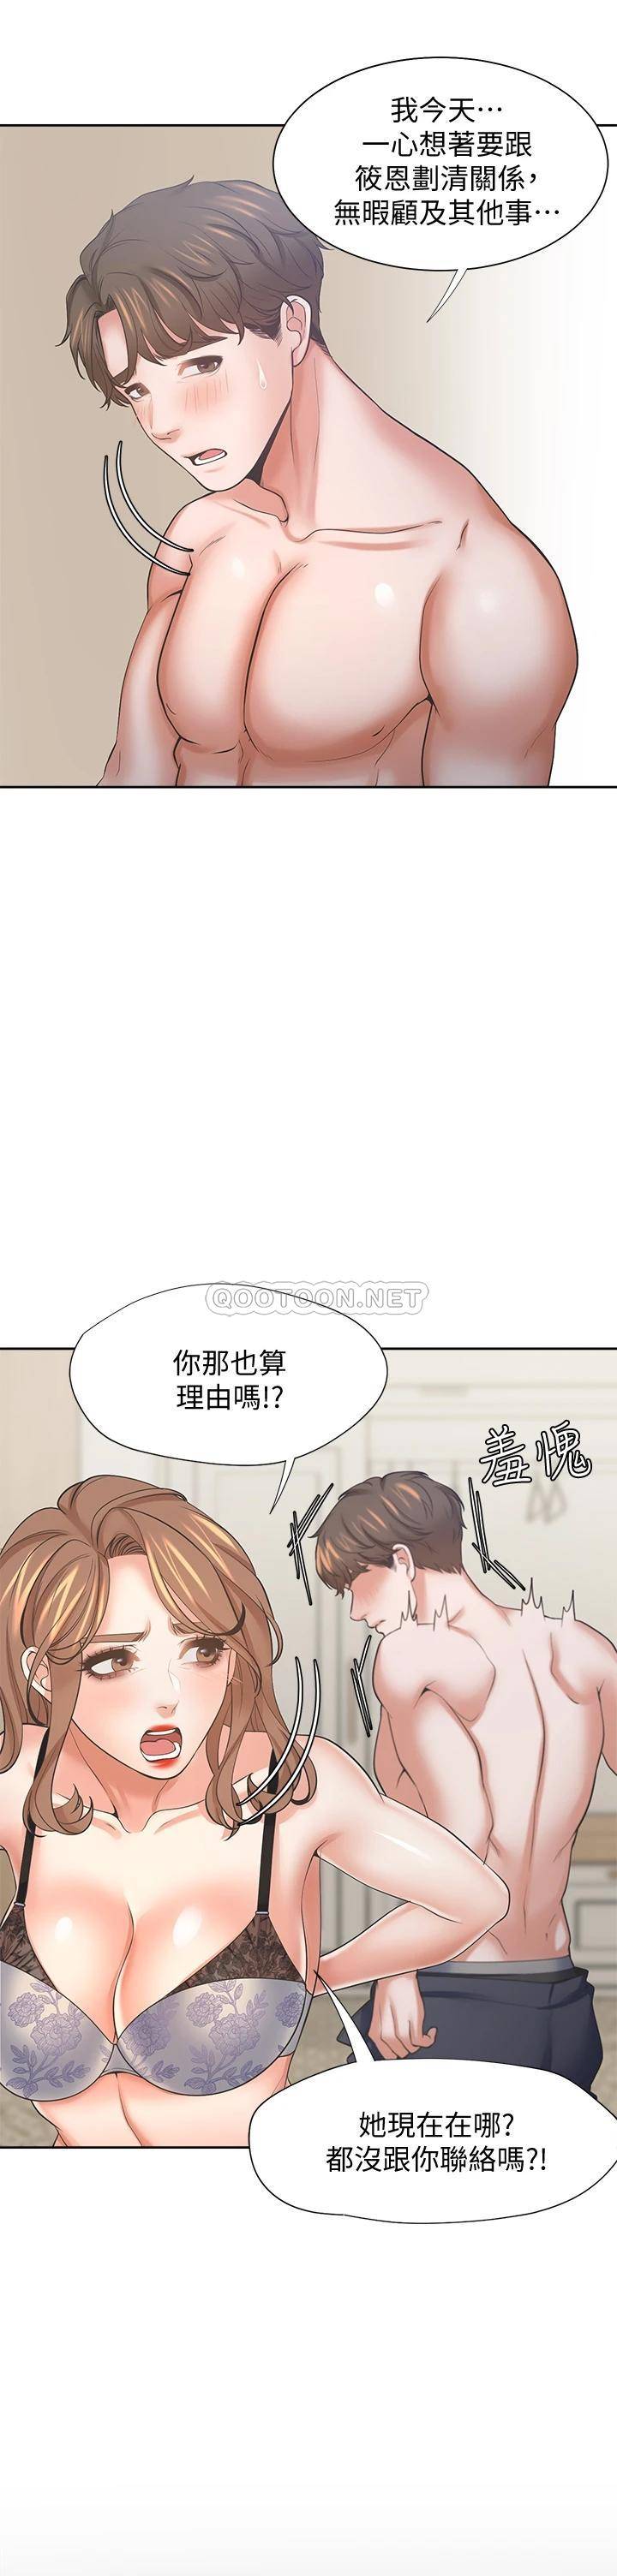 我今天…
一心想著要跟
筱恩劃清關係,
無暇顧及其他事…
QOOTOON.NET
你那也算
理由嗎!?
羞愧
她現在在哪?
都沒跟你聯絡嗎?!